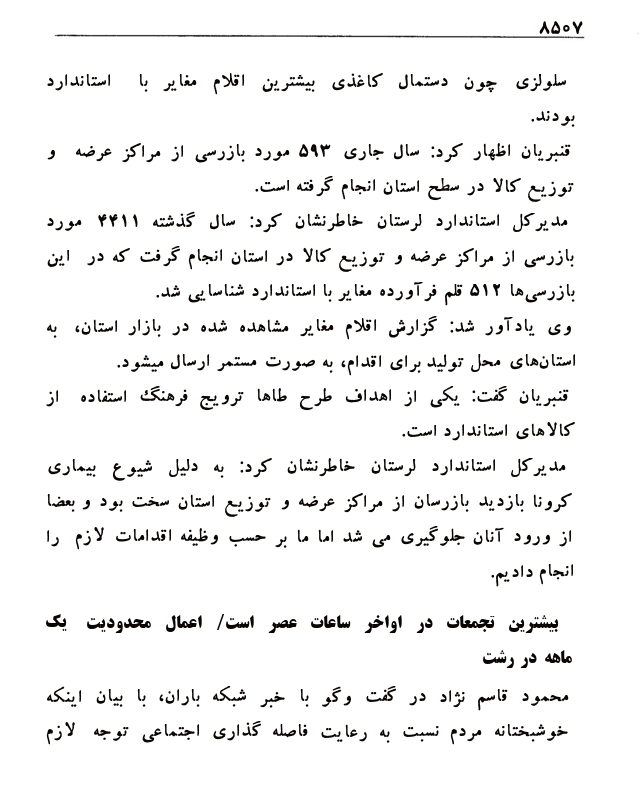 ۸۵۰۷
سلولزی چون دستمال کاغذی بیشترین اقلام مغایر با استاندارد
بودند.
قنبریان اظهار کرد: سال جاری ۵۹۳ مورد بازرسی از مراکز عرضه و
توزیع کالا در سطح استان انجام گرفته است.
مدیرکل استاندارد لرستان خاطرنشان کرد: سال گذشته ۴۴۱۱ مورد
بازرسی از مراکز عرضه و توزیع کالا در استان انجام گرفت که در این
بازرسی‌ها ۵۱۲ قلم فرآورده مغایر با استاندارد شناسایی شد.
وی یادآور شد: گزارش اقلام مغایر مشاهده شده در بازار استان، به
استان‌های محل تولید برای اقدام، به صورت مستمر ارسال میشود.
قنبریان گفت: یکی از اهداف طرح طاها ترویج فرهنگ استفاده از
کالاهای استاندارد است.
مدیرکل استاندارد لرستان خاطرنشان کرد: به دلیل شیوع بیماری
کرونا بازدید بازرسان از مراکز عرضه و توزیع استان سخت بود و بعضا
از ورود آنان جلوگیری می شد اما ما بر حسب وظیفه اقدامات لازم را
انجام دادیم.
بیشترین تجمعات در اواخر ساعات عصر است/ اعمال محدودیت یک
ماهه در رشت
محمود قاسم نژاد در گفت وگو با خبر شبکه باران، با بیان اینکه
خوشبختانه مردم نسبت به رعایت فاصله گذاری اجتماعی توجه لازم